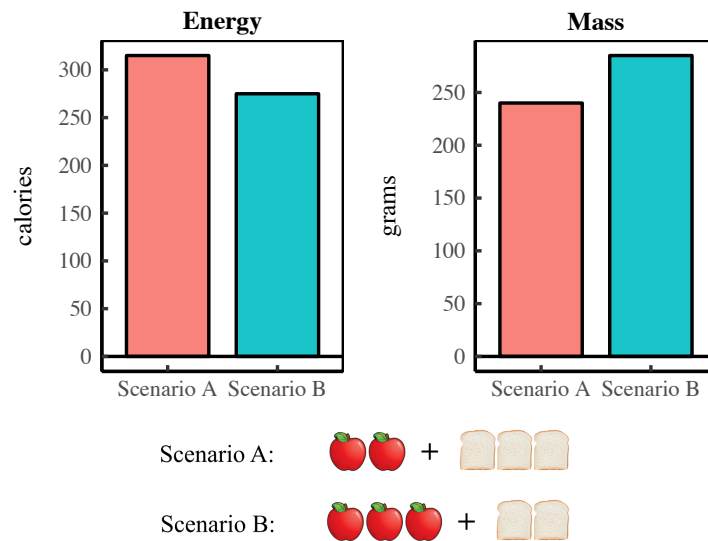 Energy
calories
300
250
200
150
100
50
0
Scenario A Scenario B
Mass
grams
250
200
150
100
50
0
Scenario A Scenario B
Scenario A: +
Scenario B: +